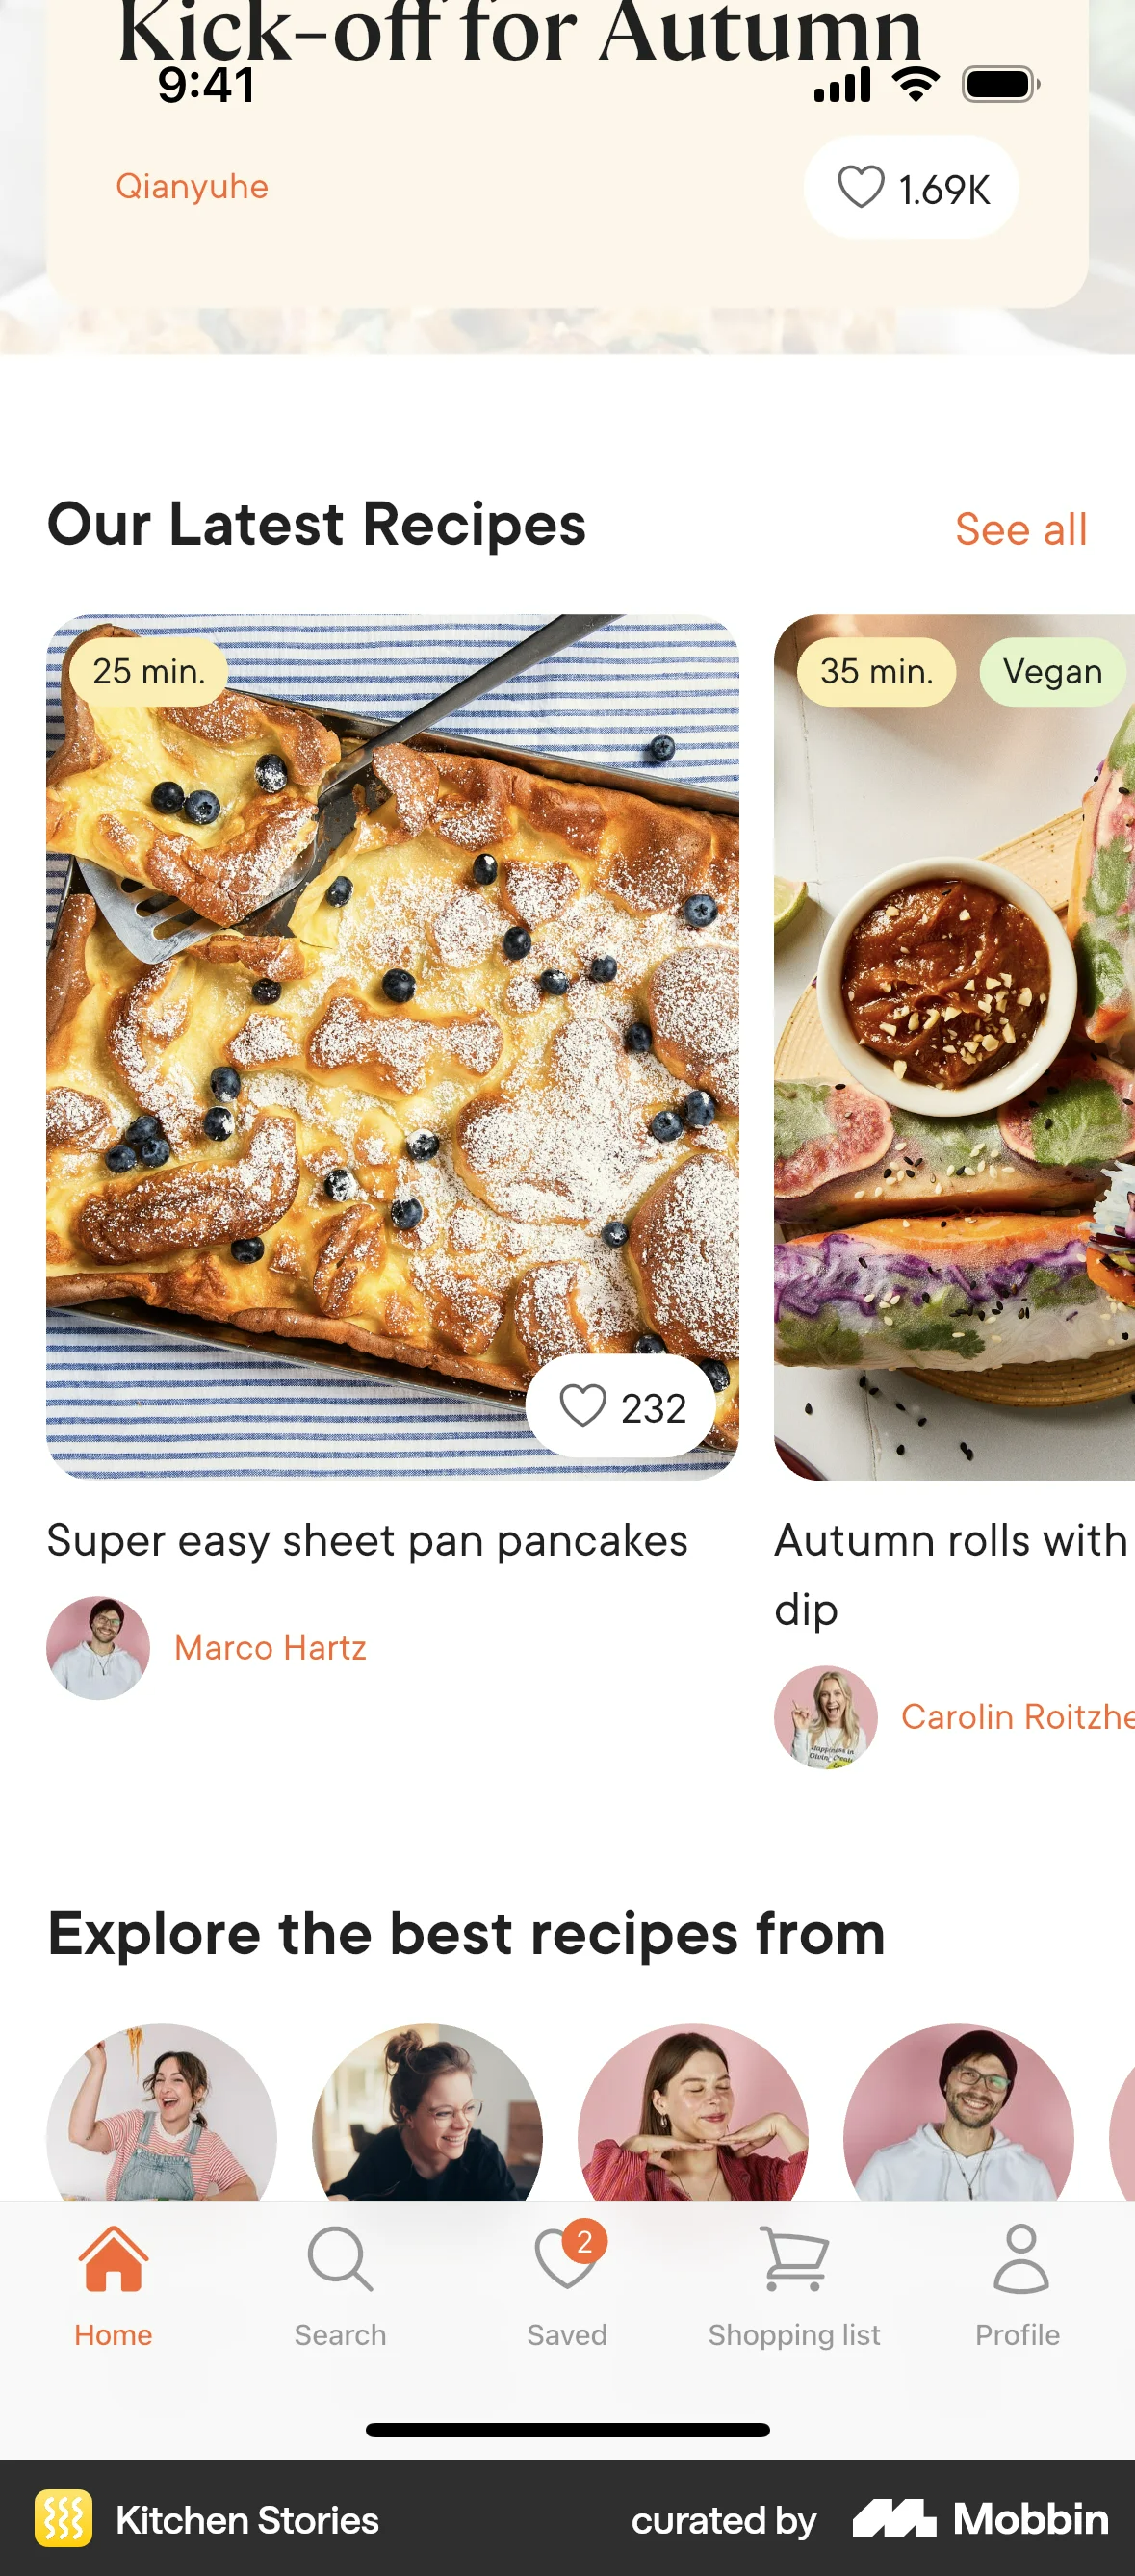 Kick-off for Autumn
9:41
Qianyuhe
1.69K
Our Latest Recipes
See all
25 min.
35 min.
Vegan
232
Super easy sheet pan pancakes
Marco Hartz
Autumn rolls with
dip
Carolin Roitzhe
Explore the best recipes from
2
Home
Search
Saved
Shopping list
Profile
Kitchen Stories
curated by
Mobbin